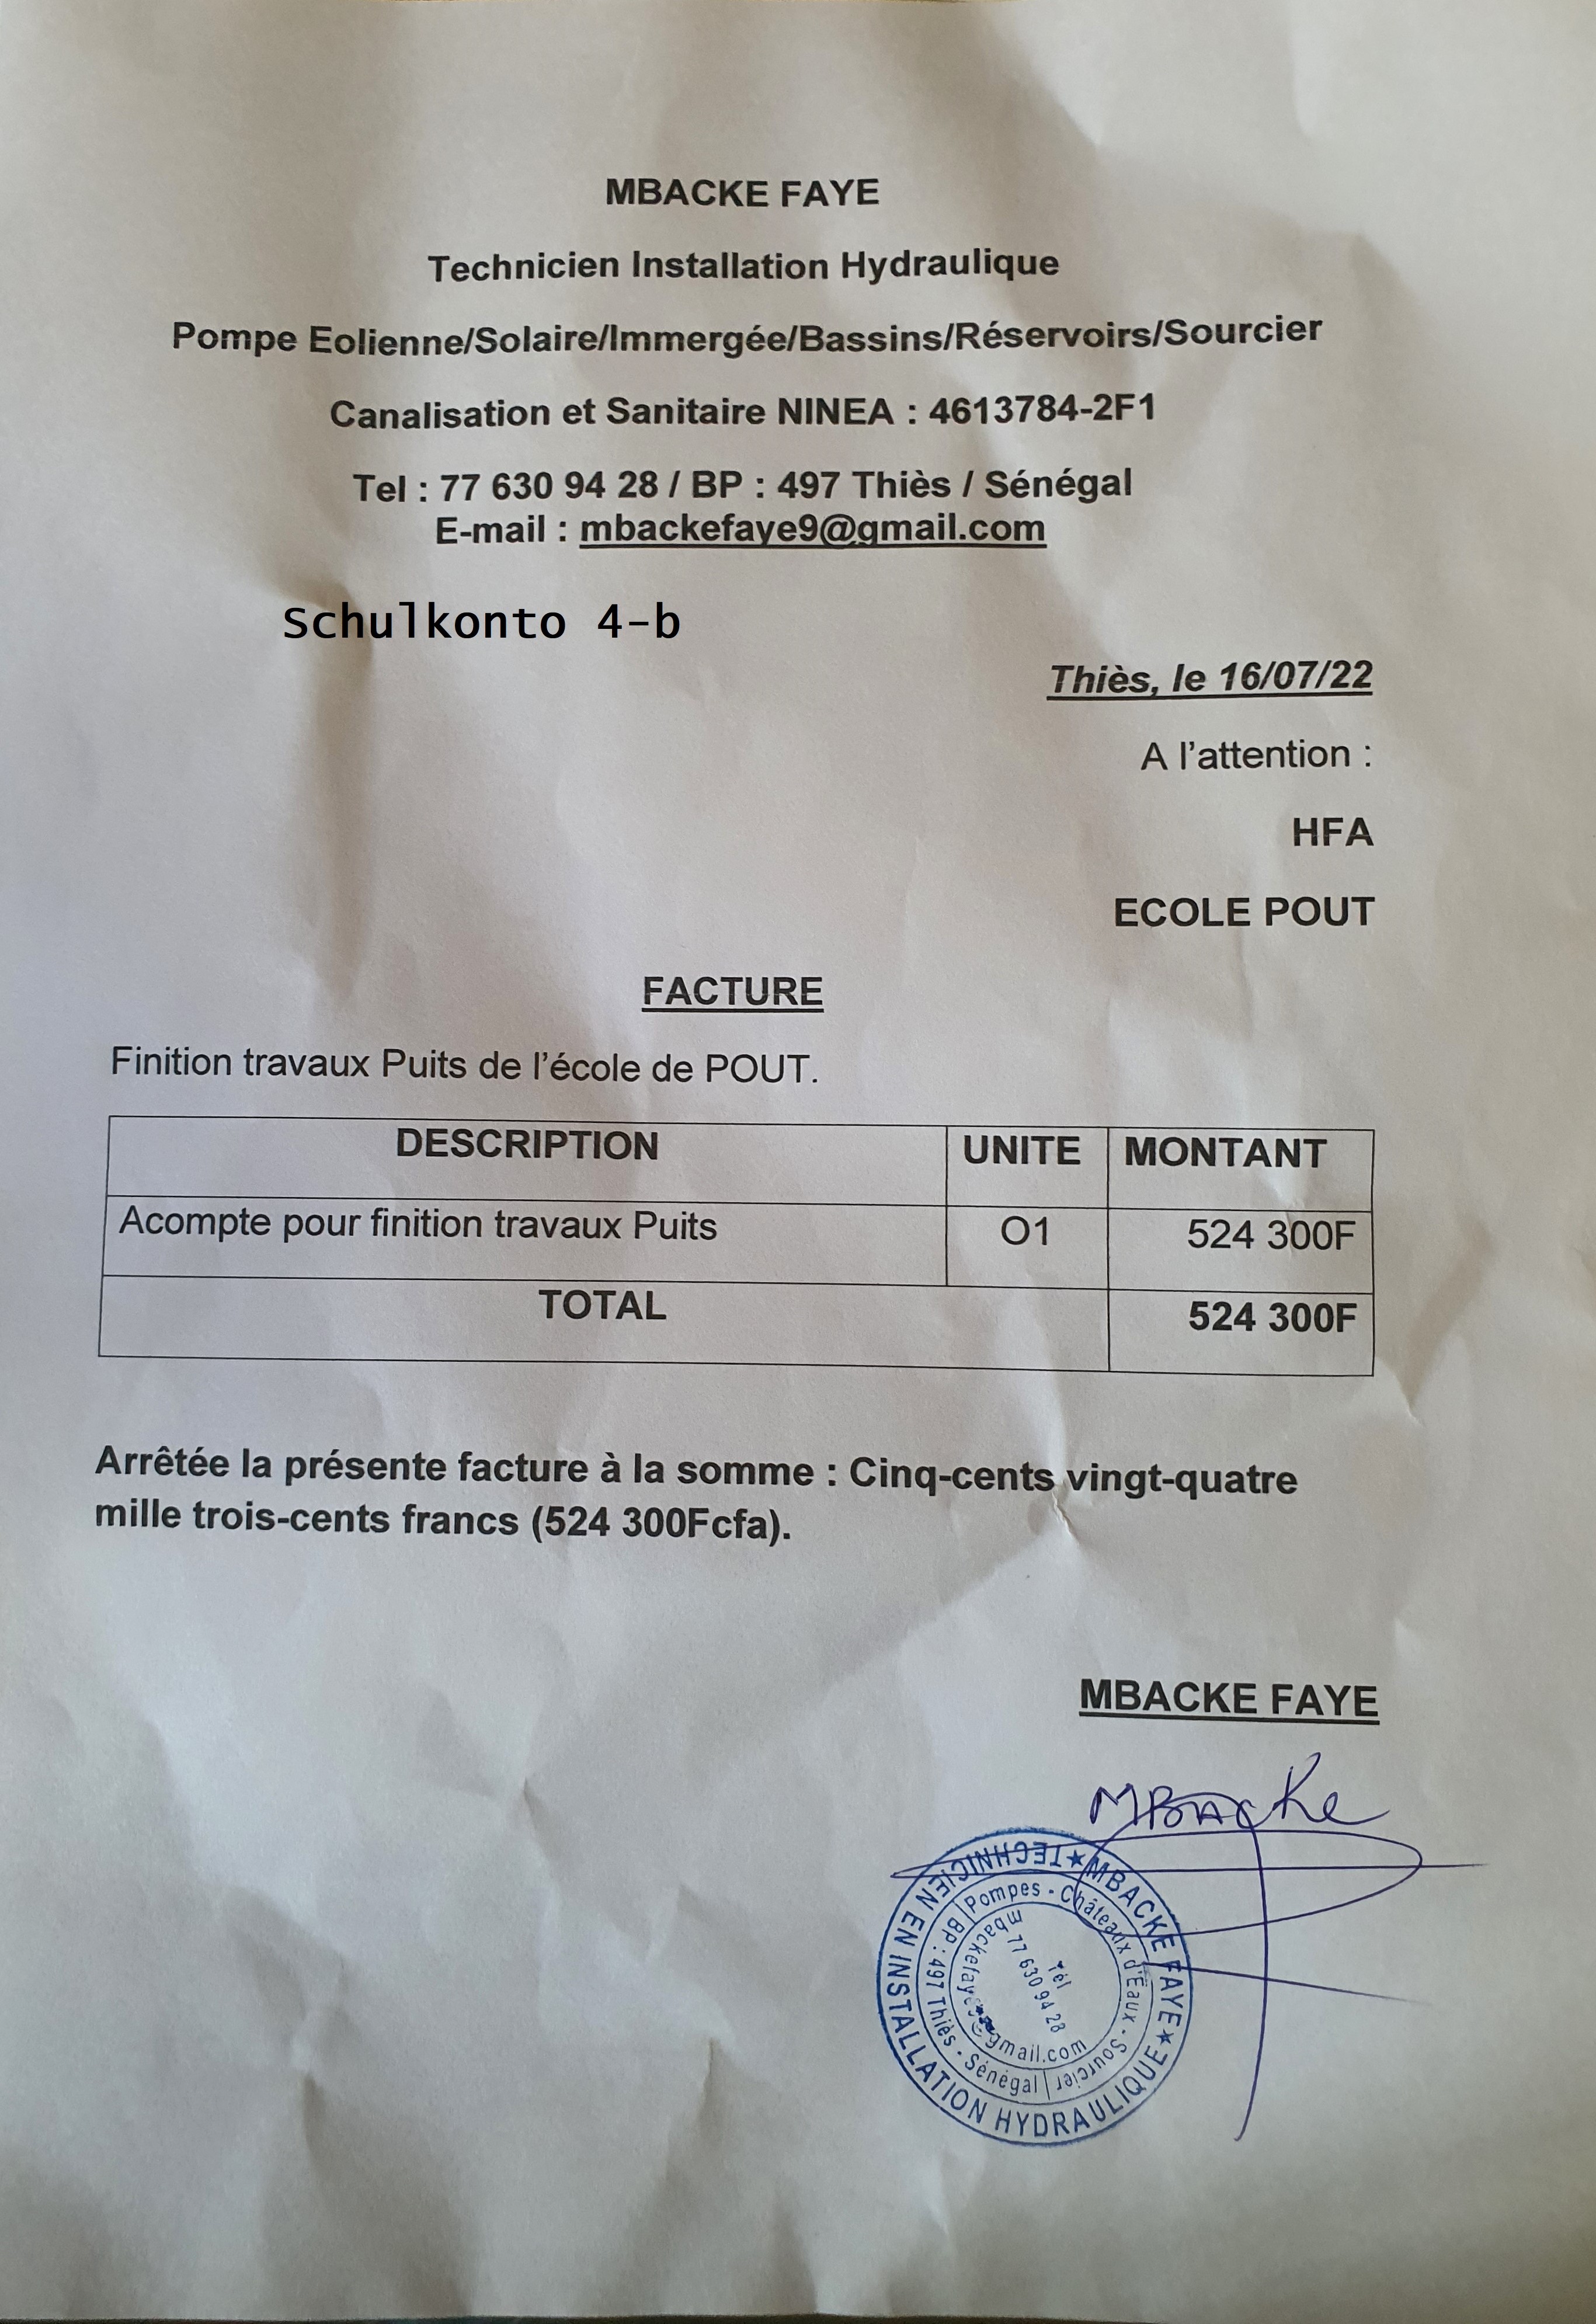 MBACKE FAYE
Technicien Installation Hydraulique
Pompe Eolienne/Solaire/Immergée/Bassins/Réservoirs/Sourcier
Canalisation et Sanitaire NINEA : 4613784-2F1
Tel : 77 630 94 28 / BP : 497 Thiès / Sénégal
E-mail : mbackefaye9@gmail.com
Schulkonto 4-b
Thiès, le 16/07/22
A l'attention :
HFA
ECOLE POUT
FACTURE
Finition travaux Puits de l'école de POUT.
DESCRIPTION UNITE MONTANT
Acompte pour finition travaux Puits O1 524 300F
TOTAL 524 300F
Arrêtée la présente facture à la somme : Cinq-cents vingt-quatre
mille trois-cents francs (524 300Fcfa).
MBACKE FAYE
MBacke
★MBACKE FAYE★
TECHNICIEN EN INSTALLATION HYDRAULIQUE
Pompes - Châteaux d'Eaux - Sourcier
BP : 497 Thiès - Sénégal
mbackefaye9@gmail.com
Tél
77 630 94 28